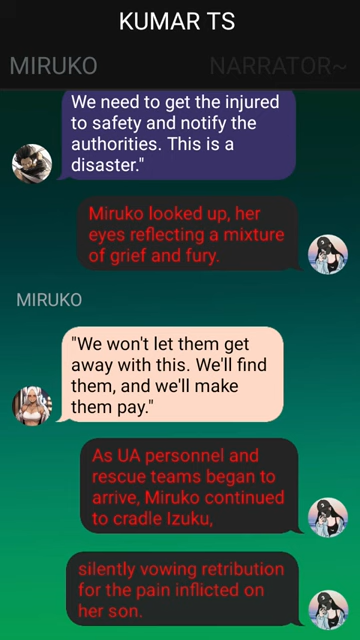 KUMAR TS
MIRUKO
NARRATOR~
We need to get the injured
to safety and notify the
authorities. This is a
disaster."
Miruko looked up, her
eyes reflecting a mixture
of grief and fury.
MIRUKO
"We won't let them get
away with this. We'll find
them, and we'll make
them pay."
As UA personnel and
rescue teams began to
arrive, Miruko continued
to cradle Izuku,
silently vowing retribution
for the pain inflicted on
her son.